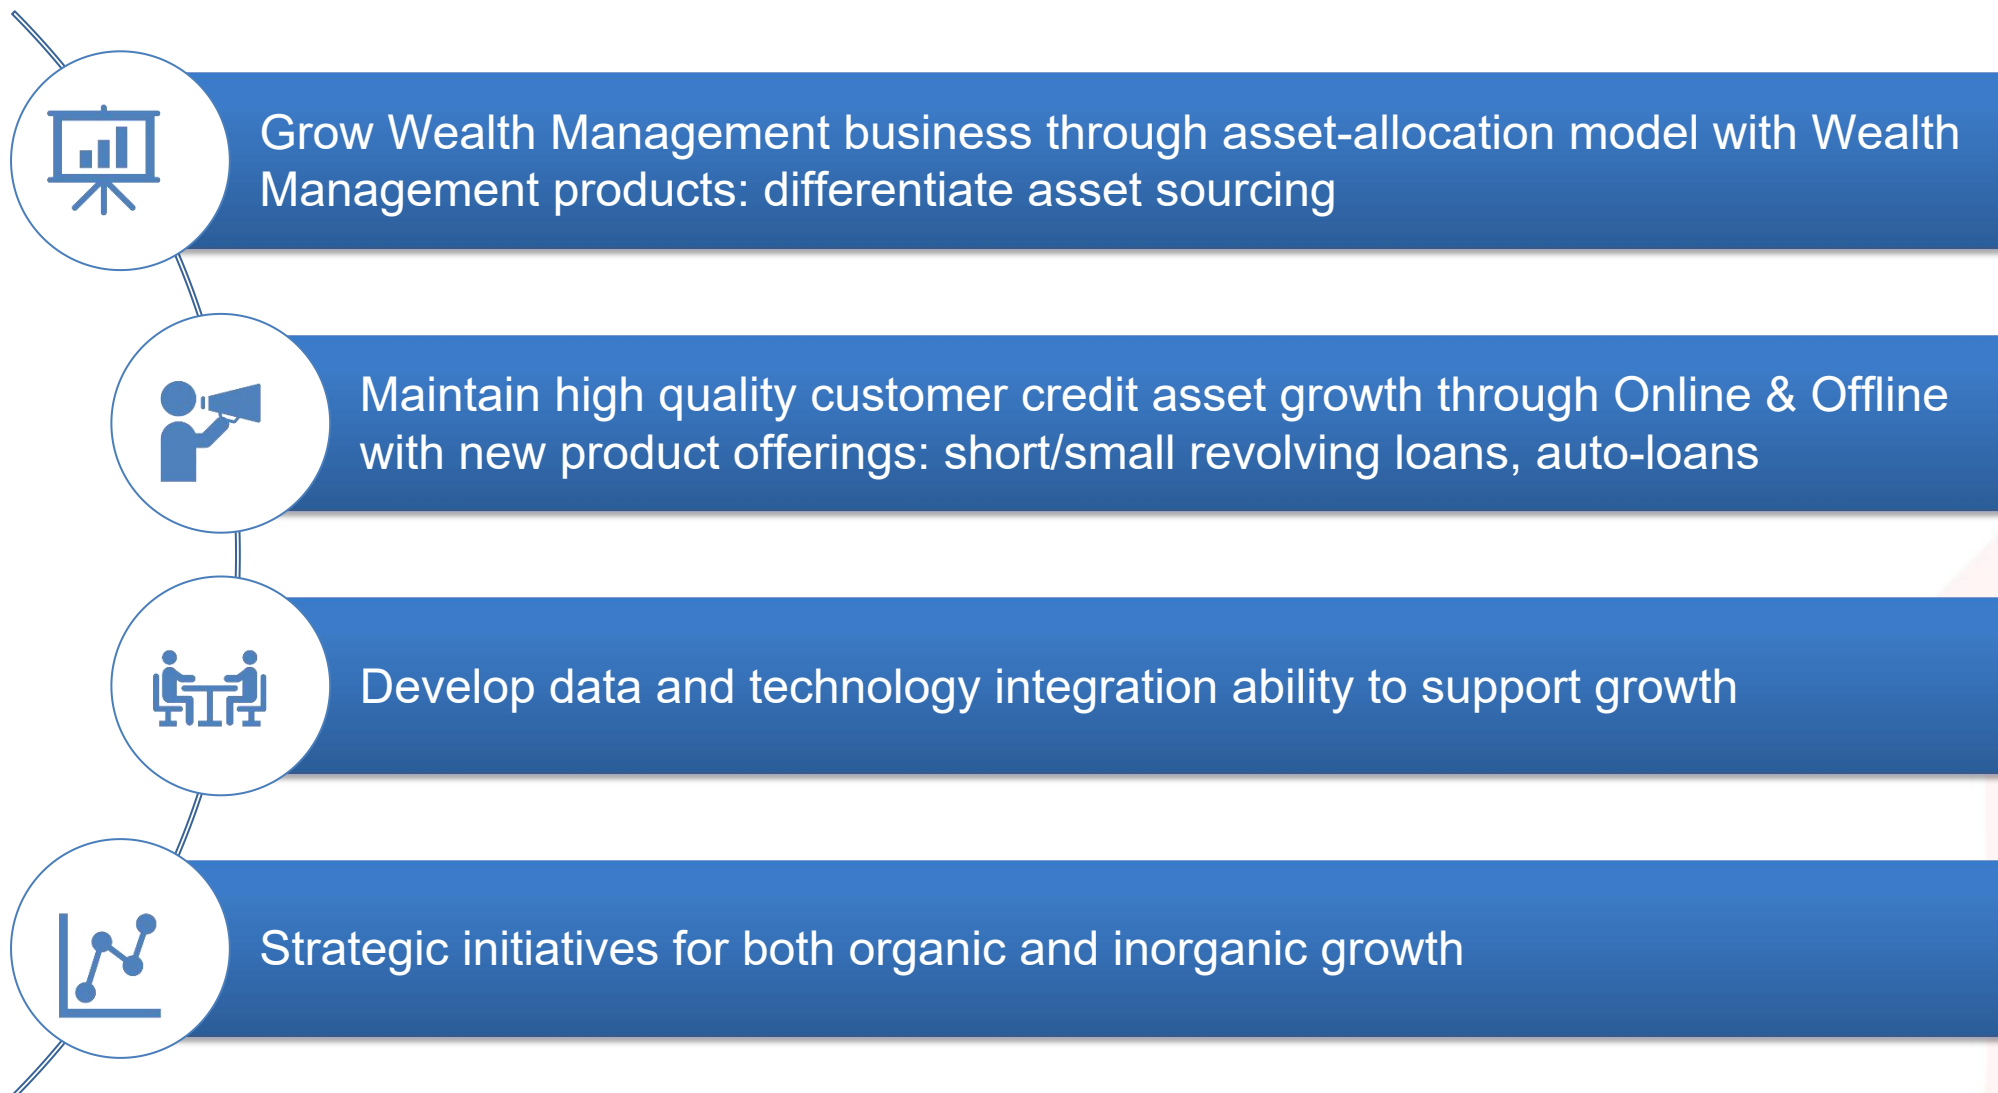 Grow Wealth Management business through asset-allocation model with Wealth
Management products: differentiate asset sourcing
Maintain high quality customer credit asset growth through Online & Offline
with new product offerings: short/small revolving loans, auto-loans
Develop data and technology integration ability to support growth
Strategic initiatives for both organic and inorganic growth